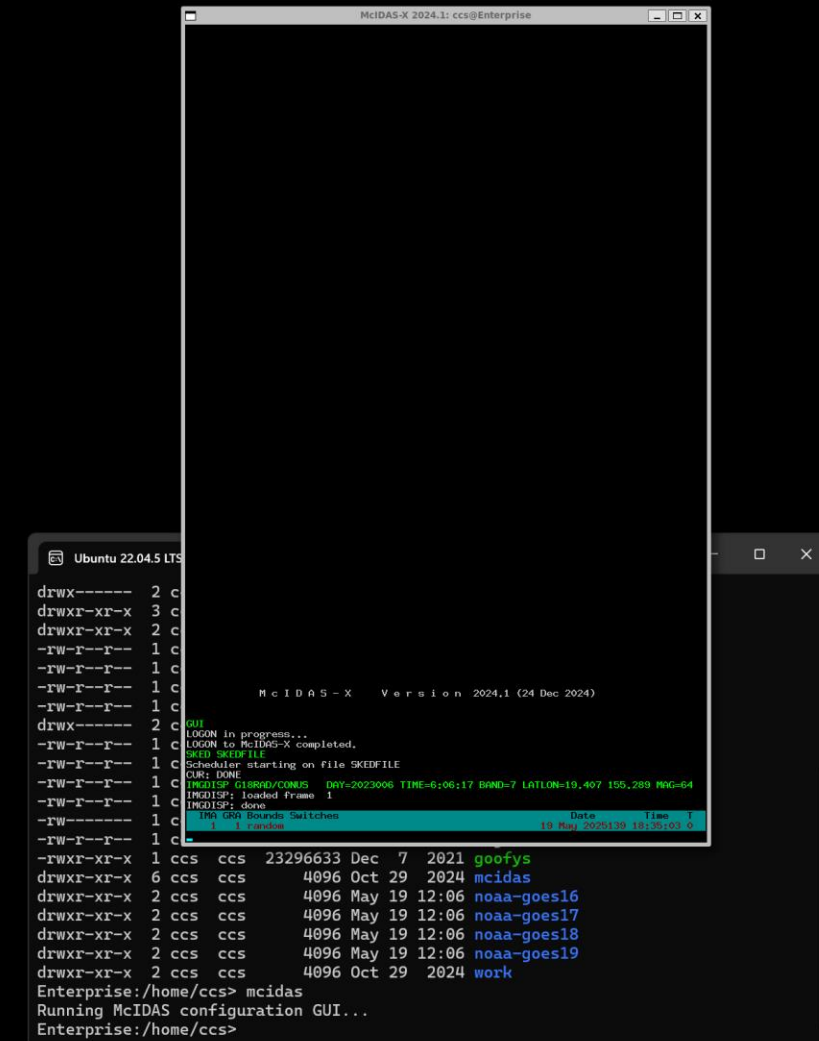 McIDAS-X 2024.1: ccs@Enterprise
Ubuntu 22.04.5 LTS
drwx------ 2 c
drwxr-xr-x 3 c
drwxr-xr-x 2 c
-rw-r--r-- 1 c
-rw-r--r-- 1 c
-rw-r--r-- 1 c
-rw-r--r-- 1 c
drwx------ 2 c
-rw-r--r-- 1 c
-rw-r--r-- 1 c
-rw-r--r-- 1 c
-rw-r--r-- 1 c
-rw------- 1 c
-rw-r--r-- 1 c
McIDAS-X Version 2024.1 (24 Dec 2024)
GUI
LOGON in progress...
LOGON to McIDAS-X completed.
SKED SKEDFILE
Scheduler starting on file SKEDFILE
CUR: DONE
IMGDISP G18RAD/CONUS DAY=2023006 TIME=6:06:17 BAND=7 LATLON=19.407 155.289 MAG=64
IMGDISP: loaded frame 1
IMGDISP: done
IMA GRA Bounds Switches Date Time T
1 1 random 19 May 2025139 18:35:03 0
-rwxr-xr-x 1 ccs ccs 23296633 Dec 7 2021 goofys
drwxr-xr-x 6 ccs ccs 4096 Oct 29 2024 mcidas
drwxr-xr-x 2 ccs ccs 4096 May 19 12:06 noaa-goes16
drwxr-xr-x 2 ccs ccs 4096 May 19 12:06 noaa-goes17
drwxr-xr-x 2 ccs ccs 4096 May 19 12:06 noaa-goes18
drwxr-xr-x 2 ccs ccs 4096 May 19 12:06 noaa-goes19
drwxr-xr-x 2 ccs ccs 4096 Oct 29 2024 work
Enterprise:/home/ccs> mcidas
Running McIDAS configuration GUI...
Enterprise:/home/ccs>